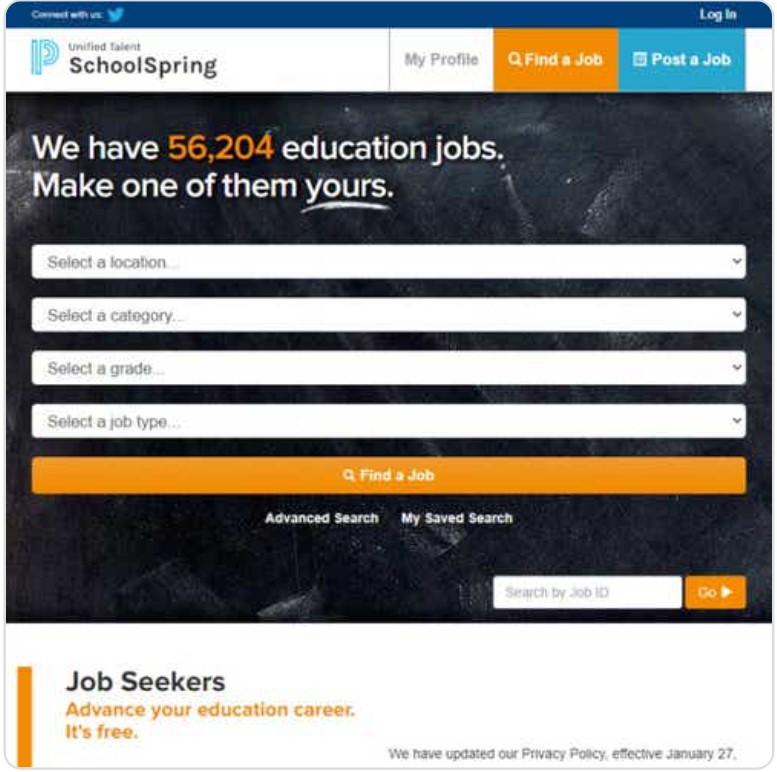 Connect with us:
Log In
Unified Talent
SchoolSpring
My Profile
Find a Job
Post a Job
We have 56,204 education jobs.
Make one of them yours.
Select a location...
Select a category...
Select a grade...
Select a job type...
Find a Job
Advanced Search My Saved Search
Search by Job ID
Go
Job Seekers
Advance your education career.
It's free.
We have updated our Privacy Policy, effective January 27,